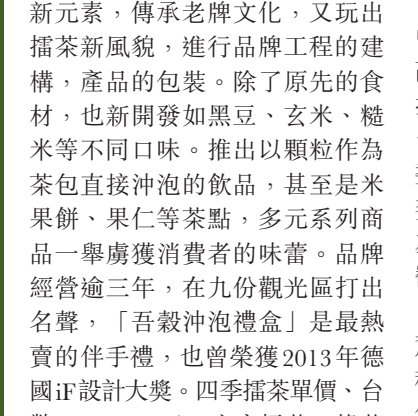 新元素，傳承老牌文化，又玩出
擂茶新風貌，進行品牌工程的建
構，產品的包裝。除了原先的食
材，也新開發如黑豆、玄米、糙
米等不同口味。推出以顆粒作為
茶包直接沖泡的飲品，甚至是米
果餅、果仁等茶點，多元系列商
品一舉虜獲消費者的味蕾。品牌
經營逾三年，在九份觀光區打出
名聲，「吾穀沖泡禮盒」是最熱
賣的伴手禮，也曾榮獲2013年德
國iF設計大獎。四季擂茶單價、台